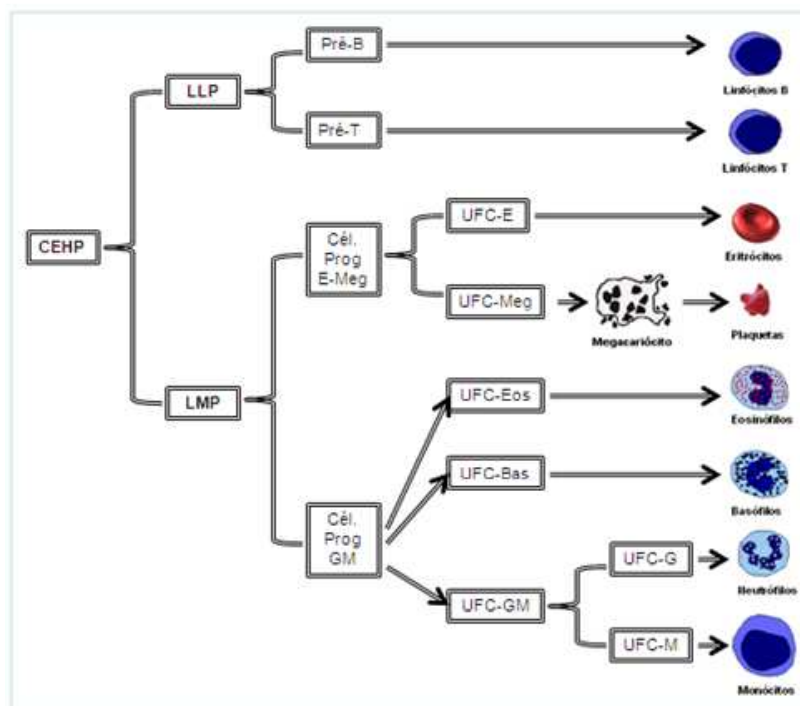 Pré-B
Linfócitos B
LLP
Pré-T
Linfócitos T
CEHP
Cél.
Prog
E-Meg
UFC-E
Eritrócitos
UFC-Meg
Megacariócito
Plaquetas
LMP
UFC-Eos
Eosinófilos
UFC-Bas
Basófilos
Cél.
Prog
GM
UFC-GM
UFC-G
Neutrófilos
UFC-M
Monócitos